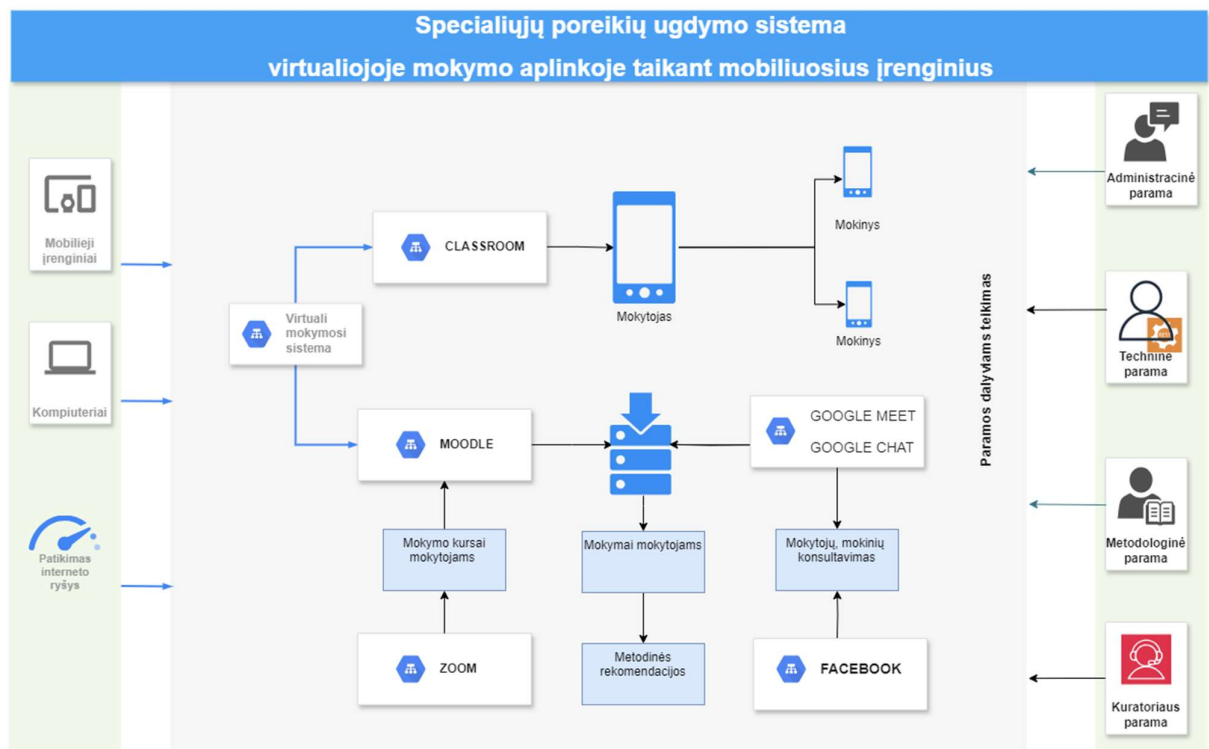 Specialiųjų poreikių ugdymo sistema
virtualiojoje mokymo aplinkoje taikant mobiliuosius įrenginius
Mobilieji
įrenginiai
Kompiuteriai
Patikimas
interneto
ryšys
Virtuali
mokymosi
sistema
CLASSROOM
Mokytojas
Mokinys
Mokinys
MOODLE
GOOGLE MEET
GOOGLE CHAT
Mokymo kursai
mokytojams
Mokymai mokytojams
Mokytojų, mokinių
konsultavimas
ZOOM
Metodinės
rekomendacijos
FACEBOOK
Paramos dalyviams teikimas
Administracinė
parama
Techninė
parama
Metodologinė
parama
Kuratoriaus
parama